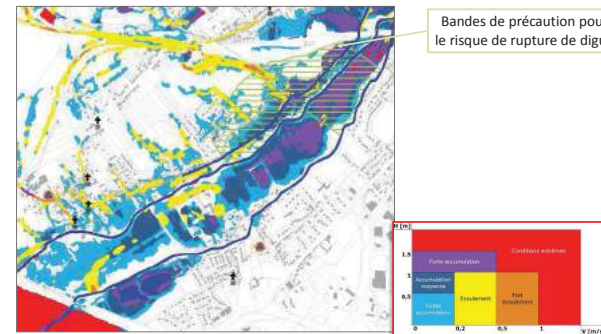 Bandes de précaution pou
le risque de rupture de digu
H [m]
1.5
1
0,5
0
0,2
0,5
1
V [m/s
Conditions extrêmes
Forte accumulation
Accumulation
moyenne
Faible
accumulation
Ecoulement
Fort
écoulement